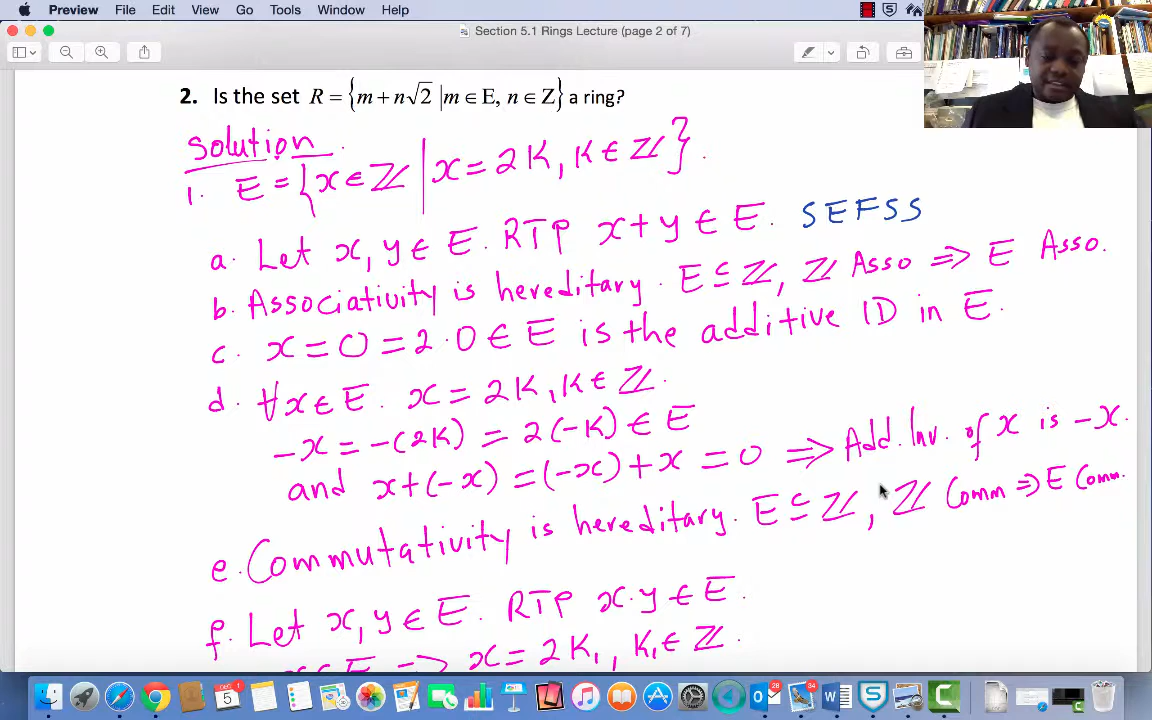 Preview File Edit View Go Tools Window Help
Section 5.1 Rings Lecture (page 2 of 7)
2. Is the set R = {m + n√2 | m ∈ E, n ∈ Z} a ring?
Solution
1. E = {x ∈ ℤ | x = 2K, K ∈ ℤ}.
a. Let x, y ∈ E. RTP x + y ∈ E. SEFSS
b. Associativity is hereditary. E ⊆ ℤ, ℤ Asso ⇒ E Asso.
c. x = 0 = 2·0 ∈ E is the additive ID in E.
d. ∀x ∈ E. x = 2K, K ∈ ℤ.
-x = -(2K) = 2(-K) ∈ E
and x+(-x) = (-x)+x = 0 ⇒ Add. Inv. of x is -x.
e. Commutativity is hereditary. E ⊆ ℤ, ℤ Comm ⇒ E Comm.
f. Let x, y ∈ E. RTP x·y ∈ E.
x ∈ E ⇒ x = 2K₁, K₁ ∈ ℤ.